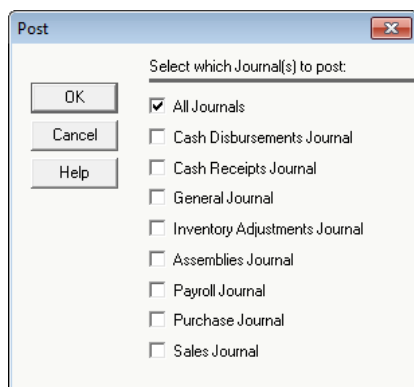 Post
Select which Journal(s) to post:
OK
Cancel
Help
All Journals
Cash Disbursements Journal
Cash Receipts Journal
General Journal
Inventory Adjustments Journal
Assemblies Journal
Payroll Journal
Purchase Journal
Sales Journal